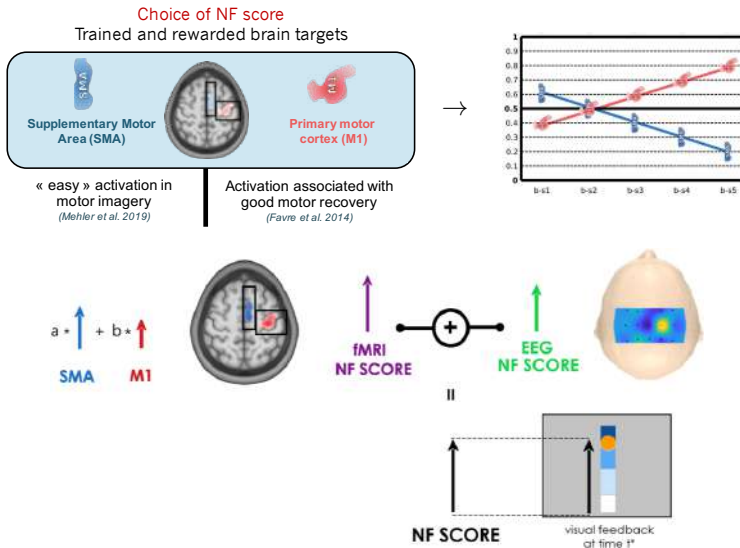 Choice of NF score
Trained and rewarded brain targets
SMA
M1
Supplementary Motor
Area (SMA)
Primary motor
cortex (M1)
→
1
0.9
0.8
0.7
0.6
0.5
0.4
0.3
0.2
0.1
0
b-s1
b-s2
b-s3
b-s4
b-s5
« easy » activation in
motor imagery
(Mehler et al. 2019)
Activation associated with
good motor recovery
(Favre et al. 2014)
a * + b *
SMA
M1
fMRI
NF SCORE
+
EEG
NF SCORE
=
NF SCORE
visual feedback
at time t*